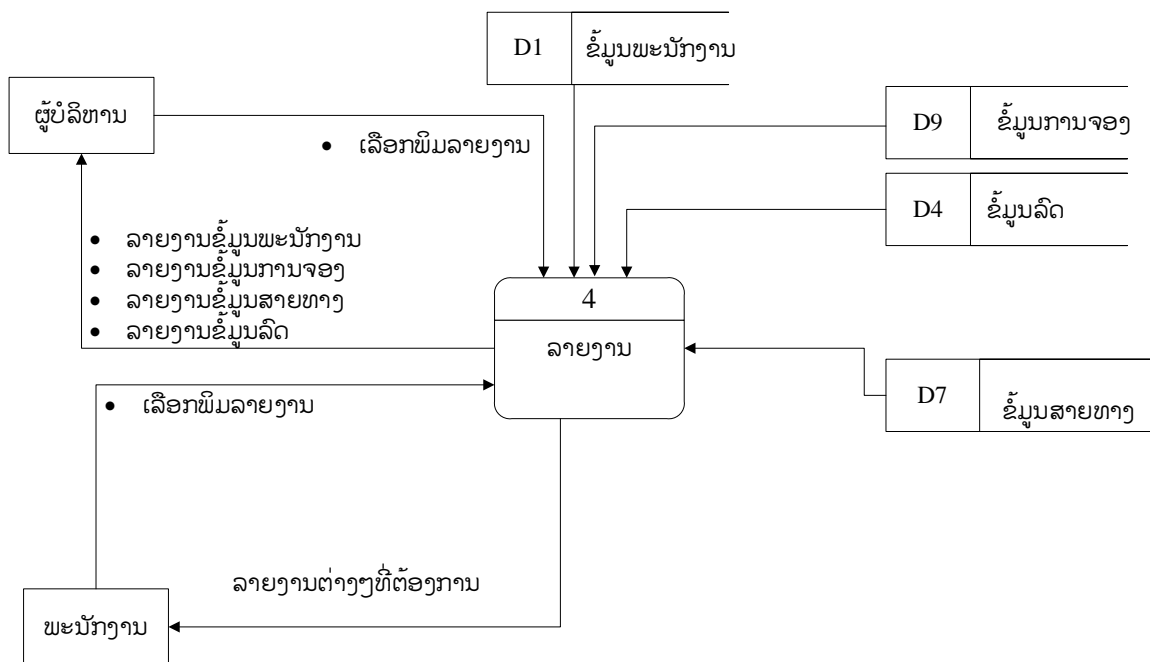 D1
ຂໍ້ມູນພະນັກງານ
ຜູ້ບໍລິຫານ
D9
ຂໍ້ມູນການຈອງ
• ເລືອກພິມລາຍງານ
D4
ຂໍ້ມູນລົດ
• ລາຍງານຂໍ້ມູນພະນັກງານ
• ລາຍງານຂໍ້ມູນການຈອງ
• ລາຍງານຂໍ້ມູນສາຍທາງ
• ລາຍງານຂໍ້ມູນລົດ
4
ລາຍງານ
D7
ຂໍ້ມູນສາຍທາງ
• ເລືອກພິມລາຍງານ
ລາຍງານຕ່າງໆທີ່ຕ້ອງການ
ພະນັກງານ